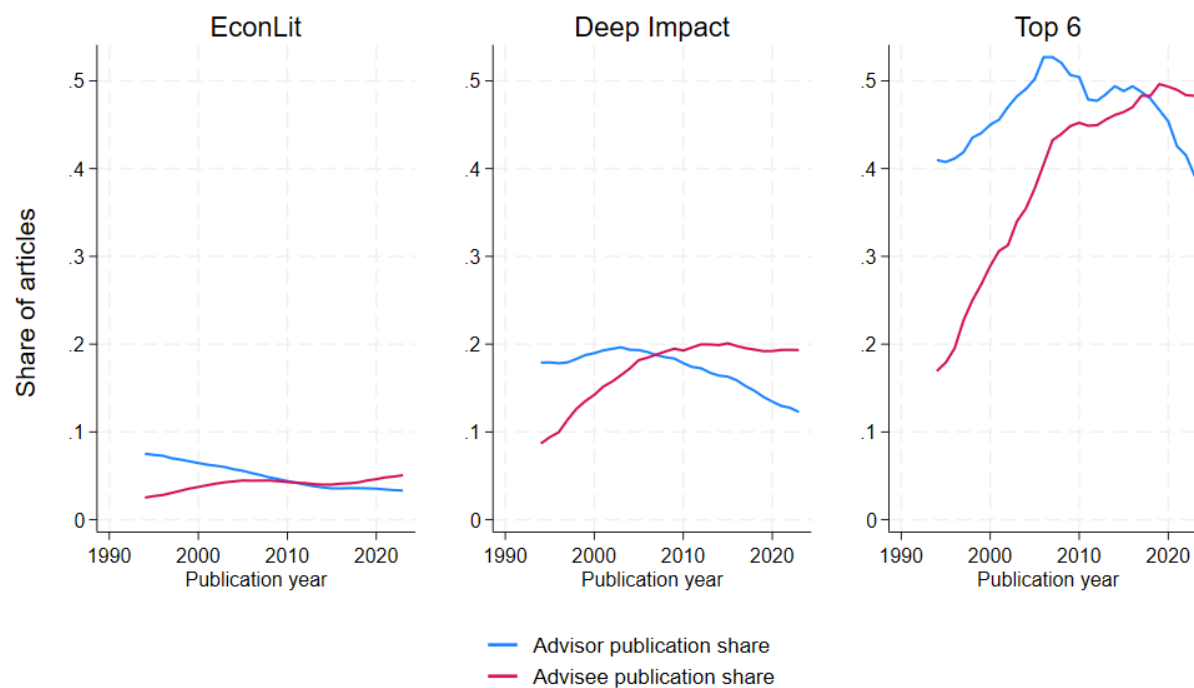 EconLit
Deep Impact
Top 6
Share of articles
.5
.4
.3
.2
.1
0
1990 2000 2010 2020
Publication year
.5
.4
.3
.2
.1
0
1990 2000 2010 2020
Publication year
.5
.4
.3
.2
.1
0
1990 2000 2010 2020
Publication year
Advisor publication share
Advisee publication share